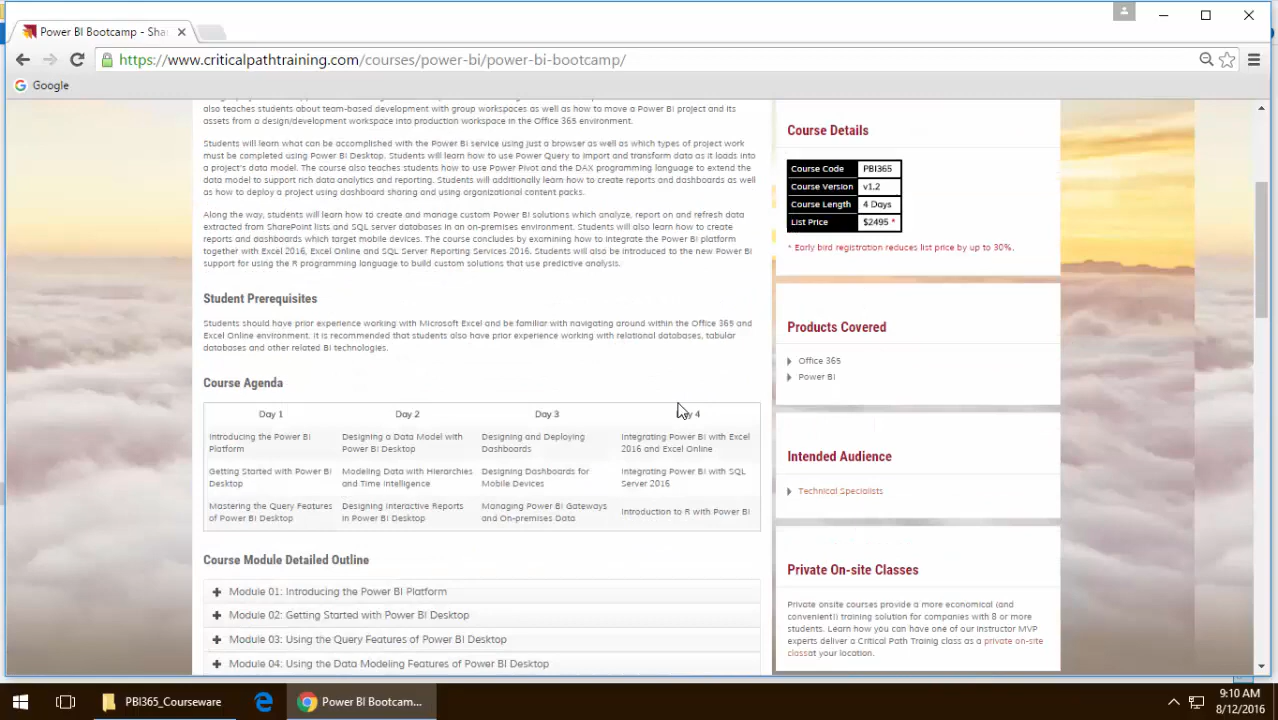 Power BI Bootcamp - Sha
https://www.criticalpathtraining.com/courses/power-bi/power-bi-bootcamp/
Google
also teaches students about team-based development with group workspaces as well as how to move a Power BI project and its
assets from a design/development workspace into production workspace in the Office 365 environment.
Students will learn what can be accomplished with the Power BI service using just a browser as well as which types of project work
must be completed using Power BI Desktop. Students will learn how to use Power Query to import and transform data as it loads into
a project's data model. The course also teaches students how to use Power Pivot and the DAX programming language to extend the
data model to support rich data analytics and reporting. Students will additionally learn how to create reports and dashboards as well
as how to deploy a project using dashboard sharing and using organizational content packs.
Along the way, students will learn how to create and manage custom Power BI solutions which analyze, report on and refresh data
extracted from SharePoint lists and SQL server databases in an on-premises environment. Students will also learn how to create
reports and dashboards which target mobile devices. The course concludes by examining how to integrate the Power BI platform
together with Excel 2016, Excel Online and SQL Server Reporting Services 2016. Students will also be introduced to the new Power BI
support for using the R programming language to build custom solutions that use predictive analysis.
Student Prerequisites
Students should have prior experience working with Microsoft Excel and be familiar with navigating around within the Office 365 and
Excel Online environment. It is recommended that students also have prior experience working with relational databases, tabular
databases and other related BI technologies.
Course Agenda
Day 1 Day 2 Day 3 y 4
Introducing the Power BI Platform
Designing a Data Model with Power BI Desktop
Designing and Deploying Dashboards
Integrating Power BI with Excel 2016 and Excel Online
Getting Started with Power BI Desktop
Modeling Data with Hierarchies and Time Intelligence
Designing Dashboards for Mobile Devices
Integrating Power BI with SQL Server 2016
Mastering the Query Features of Power BI Desktop
Designing Interactive Reports in Power BI Desktop
Managing Power BI Gateways and On-premises Data
Introduction to R with Power BI
Course Module Detailed Outline
Module 01: Introducing the Power BI Platform
Module 02: Getting Started with Power BI Desktop
Module 03: Using the Query Features of Power BI Desktop
Module 04: Using the Data Modeling Features of Power BI Desktop
Course Details
Course Code PBI365
Course Version v1.2
Course Length 4 Days
List Price $2495 *
* Early bird registration reduces list price by up to 30%.
Products Covered
Office 365
Power BI
Intended Audience
Technical Specialists
Private On-site Classes
Private onsite courses provide a more economical (and
convenient!) training solution for companies with 8 or more
students. Learn how you can have one of our instructor MVP
experts deliver a Critical Path Trainig class as a private on-site
classat your location.
PBI365_Courseware
Power BI Bootcam...
9:10 AM
8/12/2016